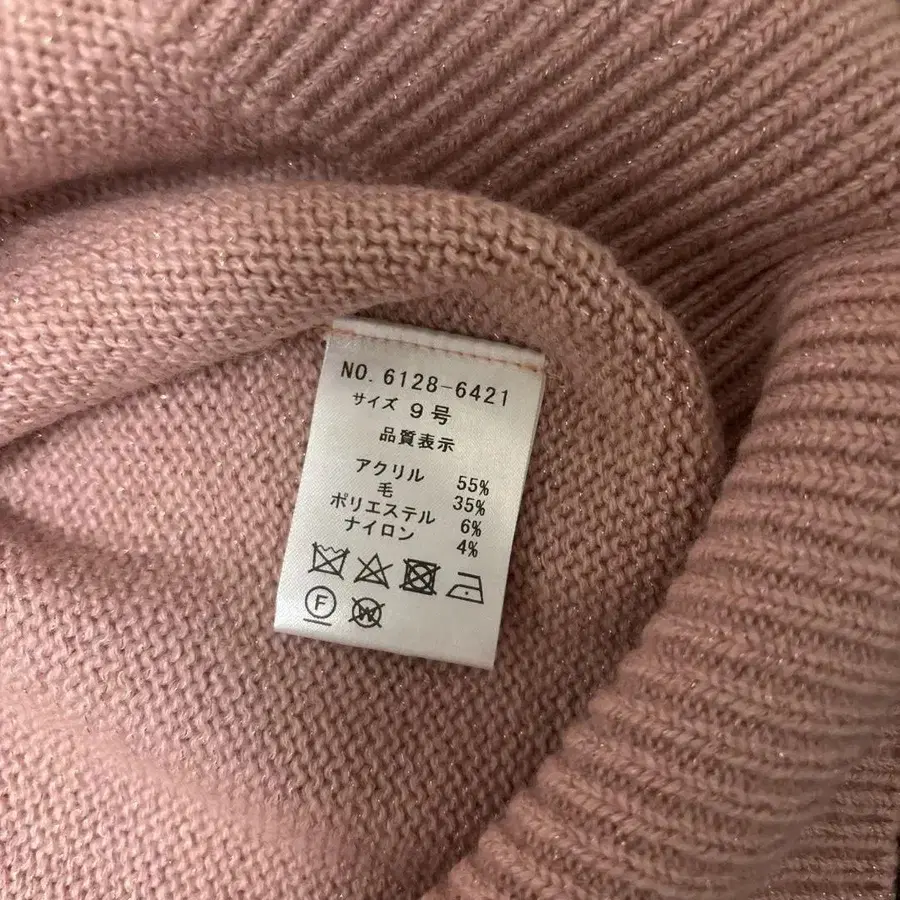 NO. 6128-6421
サイズ 9号
品質表示
アクリル 55%
毛 35%
ポリエステル 6%
ナイロン 4%
F
W